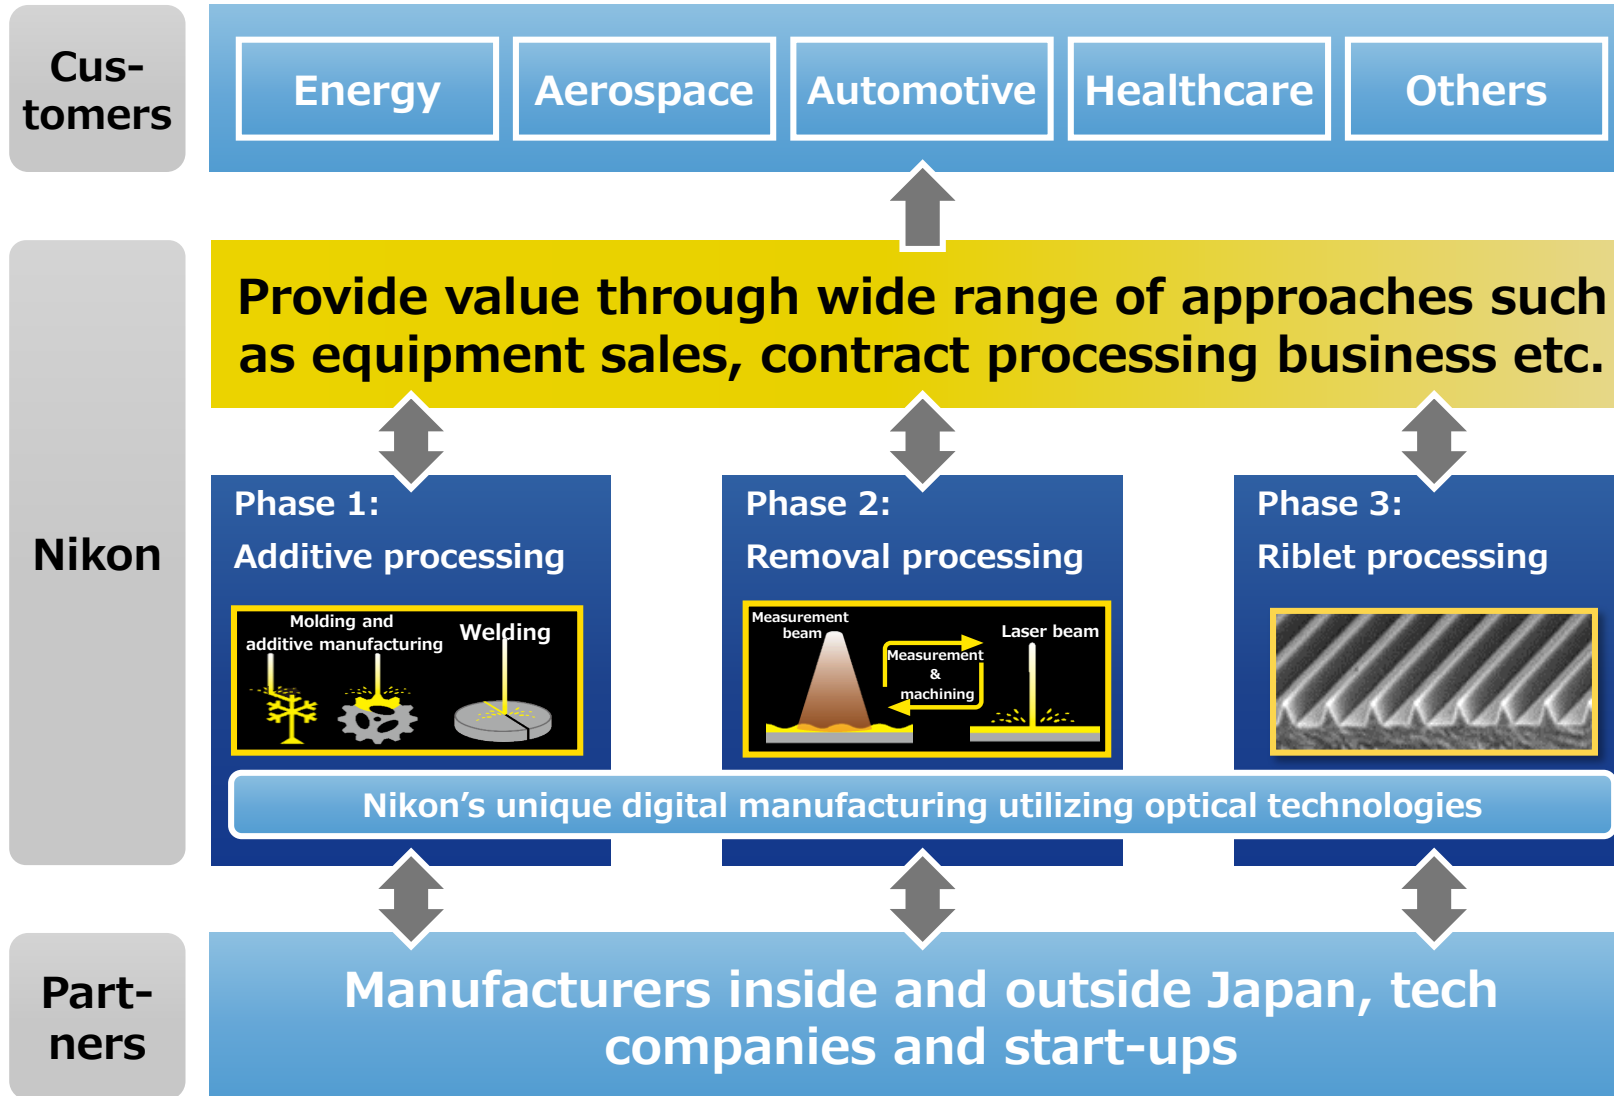 Cus-
tomers
Energy
Aerospace
Automotive
Healthcare
Others
Nikon
Provide value through wide range of approaches such
as equipment sales, contract processing business etc.
Phase 1:
Additive processing
Molding and
additive manufacturing
Welding
Phase 2:
Removal processing
Measurement
beam
Measurement
&
machining
Laser beam
Phase 3:
Riblet processing
Nikon’s unique digital manufacturing utilizing optical technologies
Part-
ners
Manufacturers inside and outside Japan, tech
companies and start-ups